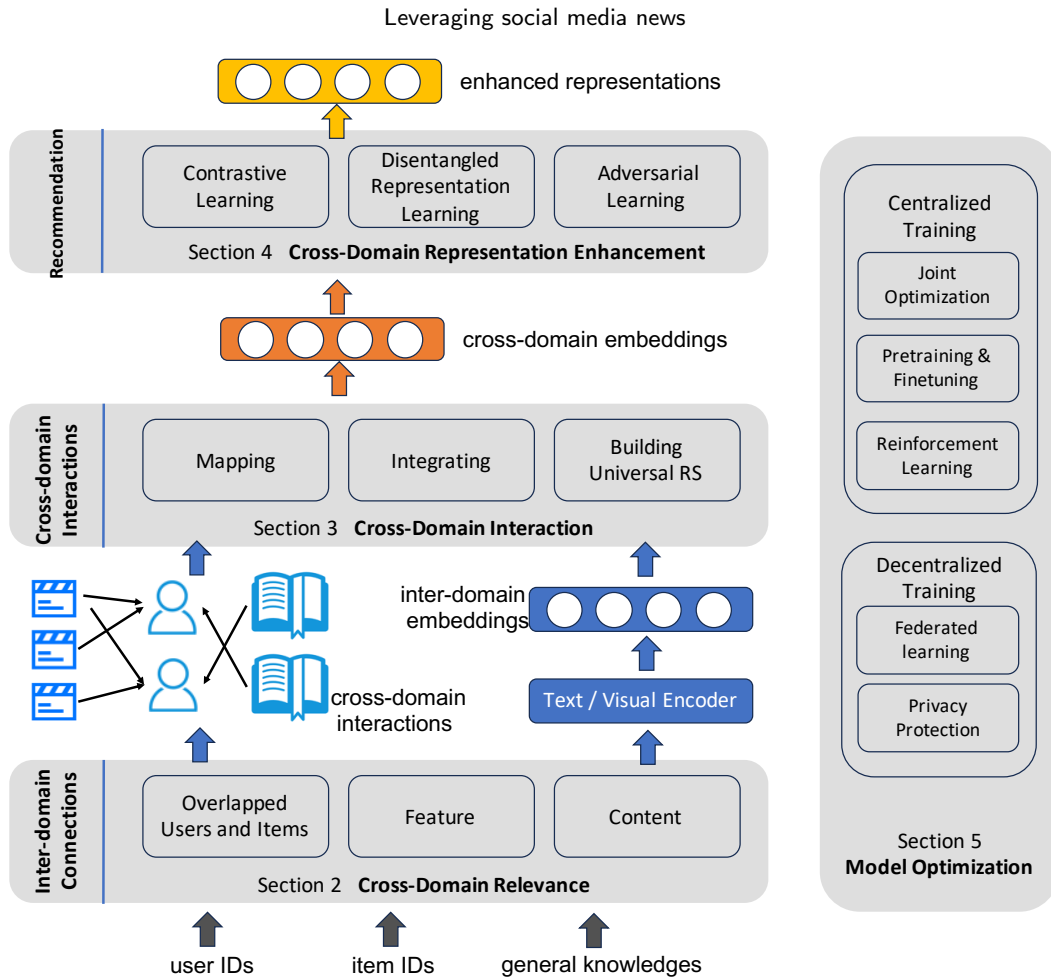 Leveraging social media news
enhanced representations
Recommendation
Contrastive
Learning
Disentangled
Representation
Learning
Adversarial
Learning
Section 4 Cross-Domain Representation Enhancement
cross-domain embeddings
Cross-domain
Interactions
Mapping
Integrating
Building
Universal RS
Section 3 Cross-Domain Interaction
inter-domain
embeddings
cross-domain
interactions
Text / Visual Encoder
Inter-domain
Connections
Overlapped
Users and Items
Feature
Content
Section 2 Cross-Domain Relevance
user IDs
item IDs
general knowledges
Centralized
Training
Joint
Optimization
Pretraining &
Finetuning
Reinforcement
Learning
Decentralized
Training
Federated
learning
Privacy
Protection
Section 5
Model Optimization